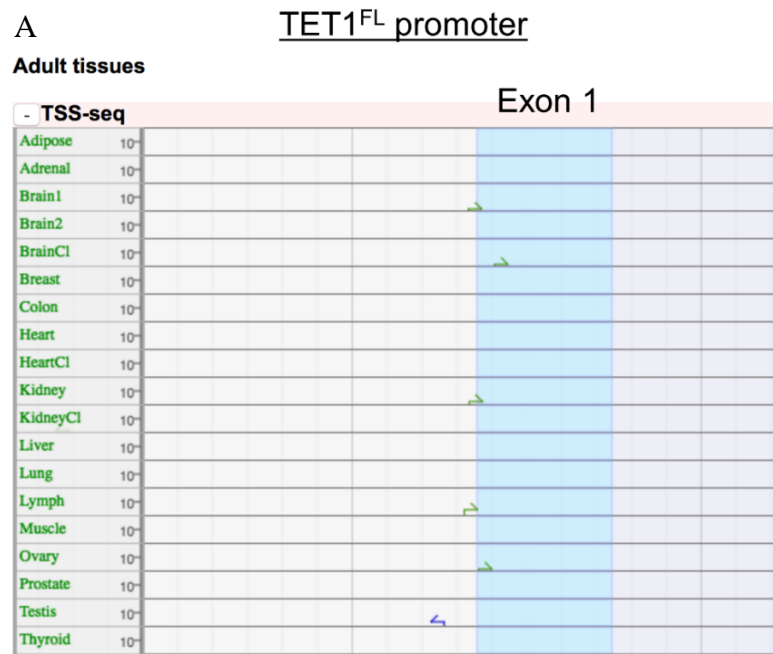 A
TET1FL promoter
Adult tissues
Exon 1
- TSS-seq
Adipose 10
Adrenal 10
Brain1 10
Brain2 10
BrainCl 10
Breast 10
Colon 10
Heart 10
HeartCl 10
Kidney 10
KidneyCl 10
Liver 10
Lung 10
Lymph 10
Muscle 10
Ovary 10
Prostate 10
Testis 10
Thyroid 10